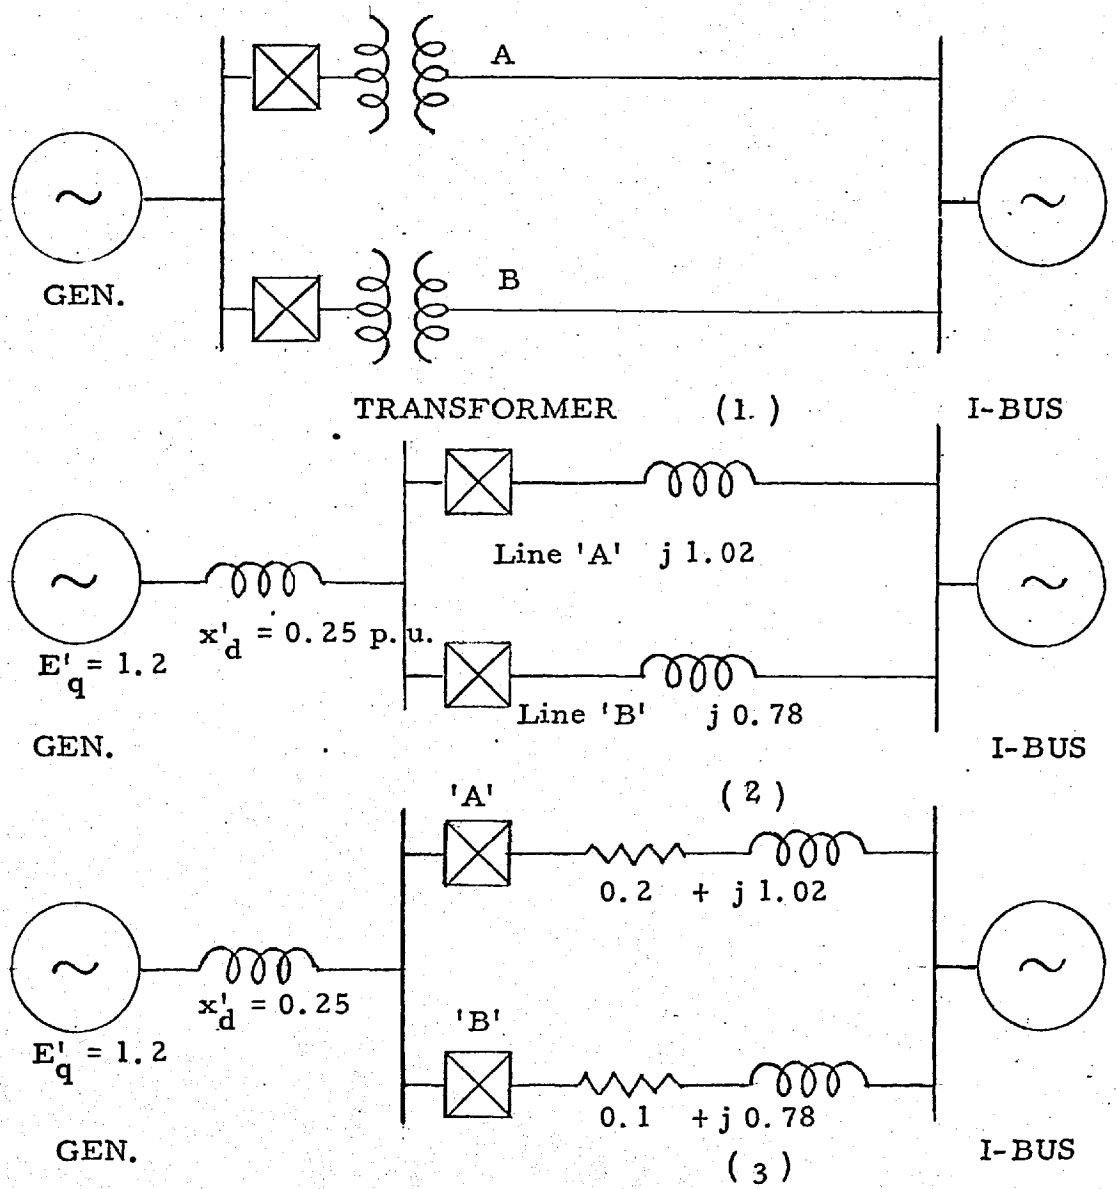 A
GEN.
B
TRANSFORMER (1.) I-BUS
Line 'A' j 1.02
x'd = 0.25 p.u.
E'q = 1.2
Line 'B' j 0.78
GEN. I-BUS
'A' (2)
0.2 + j 1.02
x'd = 0.25
'B'
E'q = 1.2
0.1 + j 0.78
GEN. (3) I-BUS